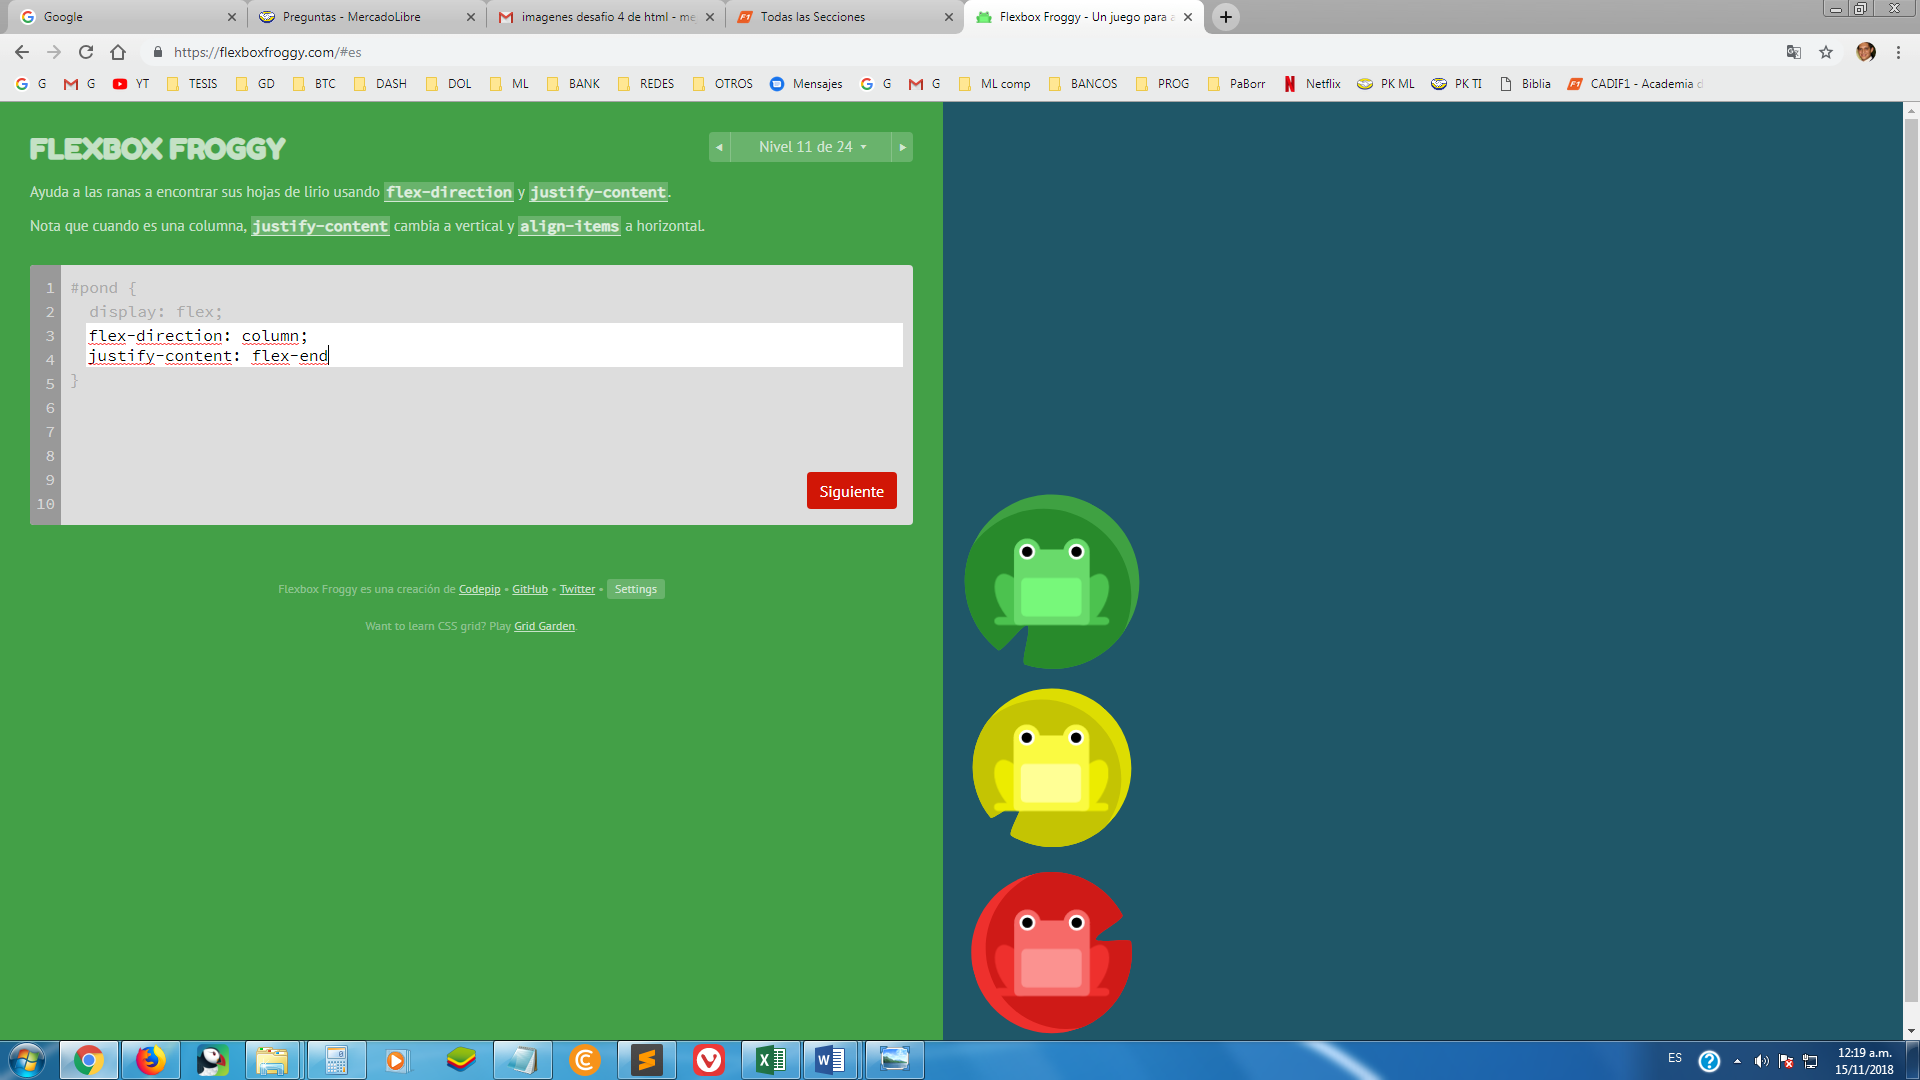 Google
Preguntas - MercadoLibre
imagenes desafio 4 de html - me
Todas las Secciones
Flexbox Froggy - Un juego para a
https://flexboxfroggy.com/#es
G G YT TESIS GD BTC DASH DOL ML BANK REDES OTROS Mensajes G G ML comp BANCOS PROG PaBorr Netflix PK ML PK TI Biblia CADIF1 - Academia d
FLEXBOX FROGGY
Nivel 11 de 24
Ayuda a las ranas a encontrar sus hojas de lirio usando flex-direction y justify-content.
Nota que cuando es una columna, justify-content cambia a vertical y align-items a horizontal.
1 #pond {
2 display: flex;
3 flex-direction: column;
4 justify-content: flex-end
5 }
6
7
8
9
10
Siguiente
Flexbox Froggy es una creación de Codepip • GitHub • Twitter • Settings
Want to learn CSS grid? Play Grid Garden.
ES
12:19 a.m.
15/11/2018